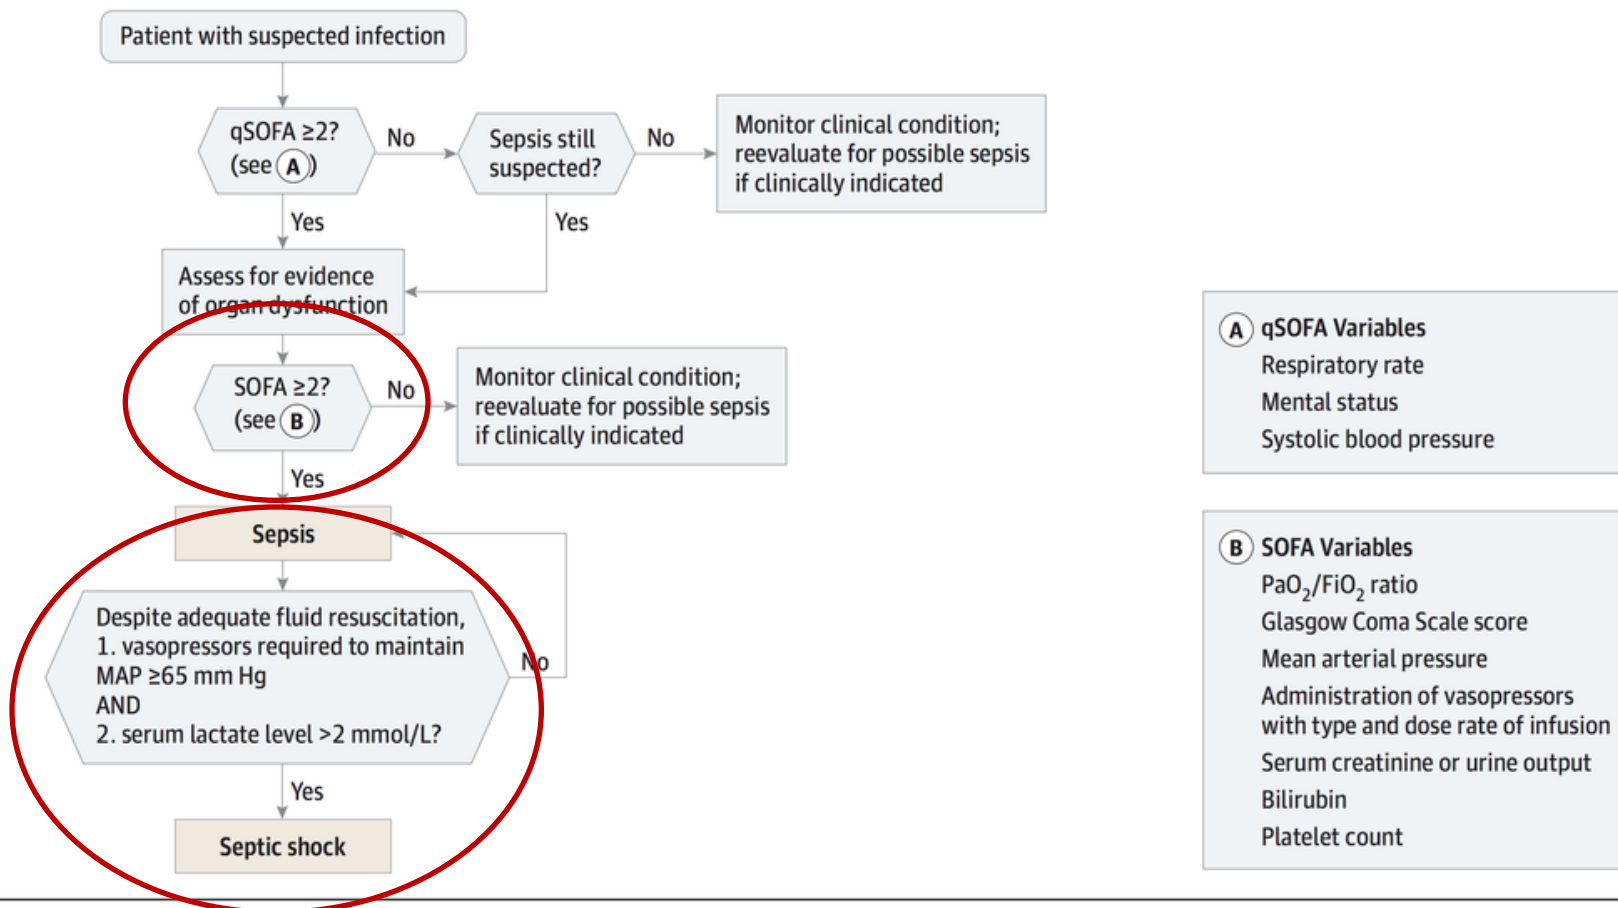 Patient with suspected infection
qSOFA ≥2?
(see A)
No
Sepsis still
suspected?
No
Monitor clinical condition;
reevaluate for possible sepsis
if clinically indicated
Yes
Yes
Assess for evidence
of organ dysfunction
SOFA ≥2?
(see B)
No
Monitor clinical condition;
reevaluate for possible sepsis
if clinically indicated
Yes
Sepsis
Despite adequate fluid resuscitation,
1. vasopressors required to maintain
MAP ≥65 mm Hg
AND
2. serum lactate level >2 mmol/L?
No
Yes
Septic shock
A qSOFA Variables
Respiratory rate
Mental status
Systolic blood pressure
B SOFA Variables
PaO₂/FiO₂ ratio
Glasgow Coma Scale score
Mean arterial pressure
Administration of vasopressors
with type and dose rate of infusion
Serum creatinine or urine output
Bilirubin
Platelet count